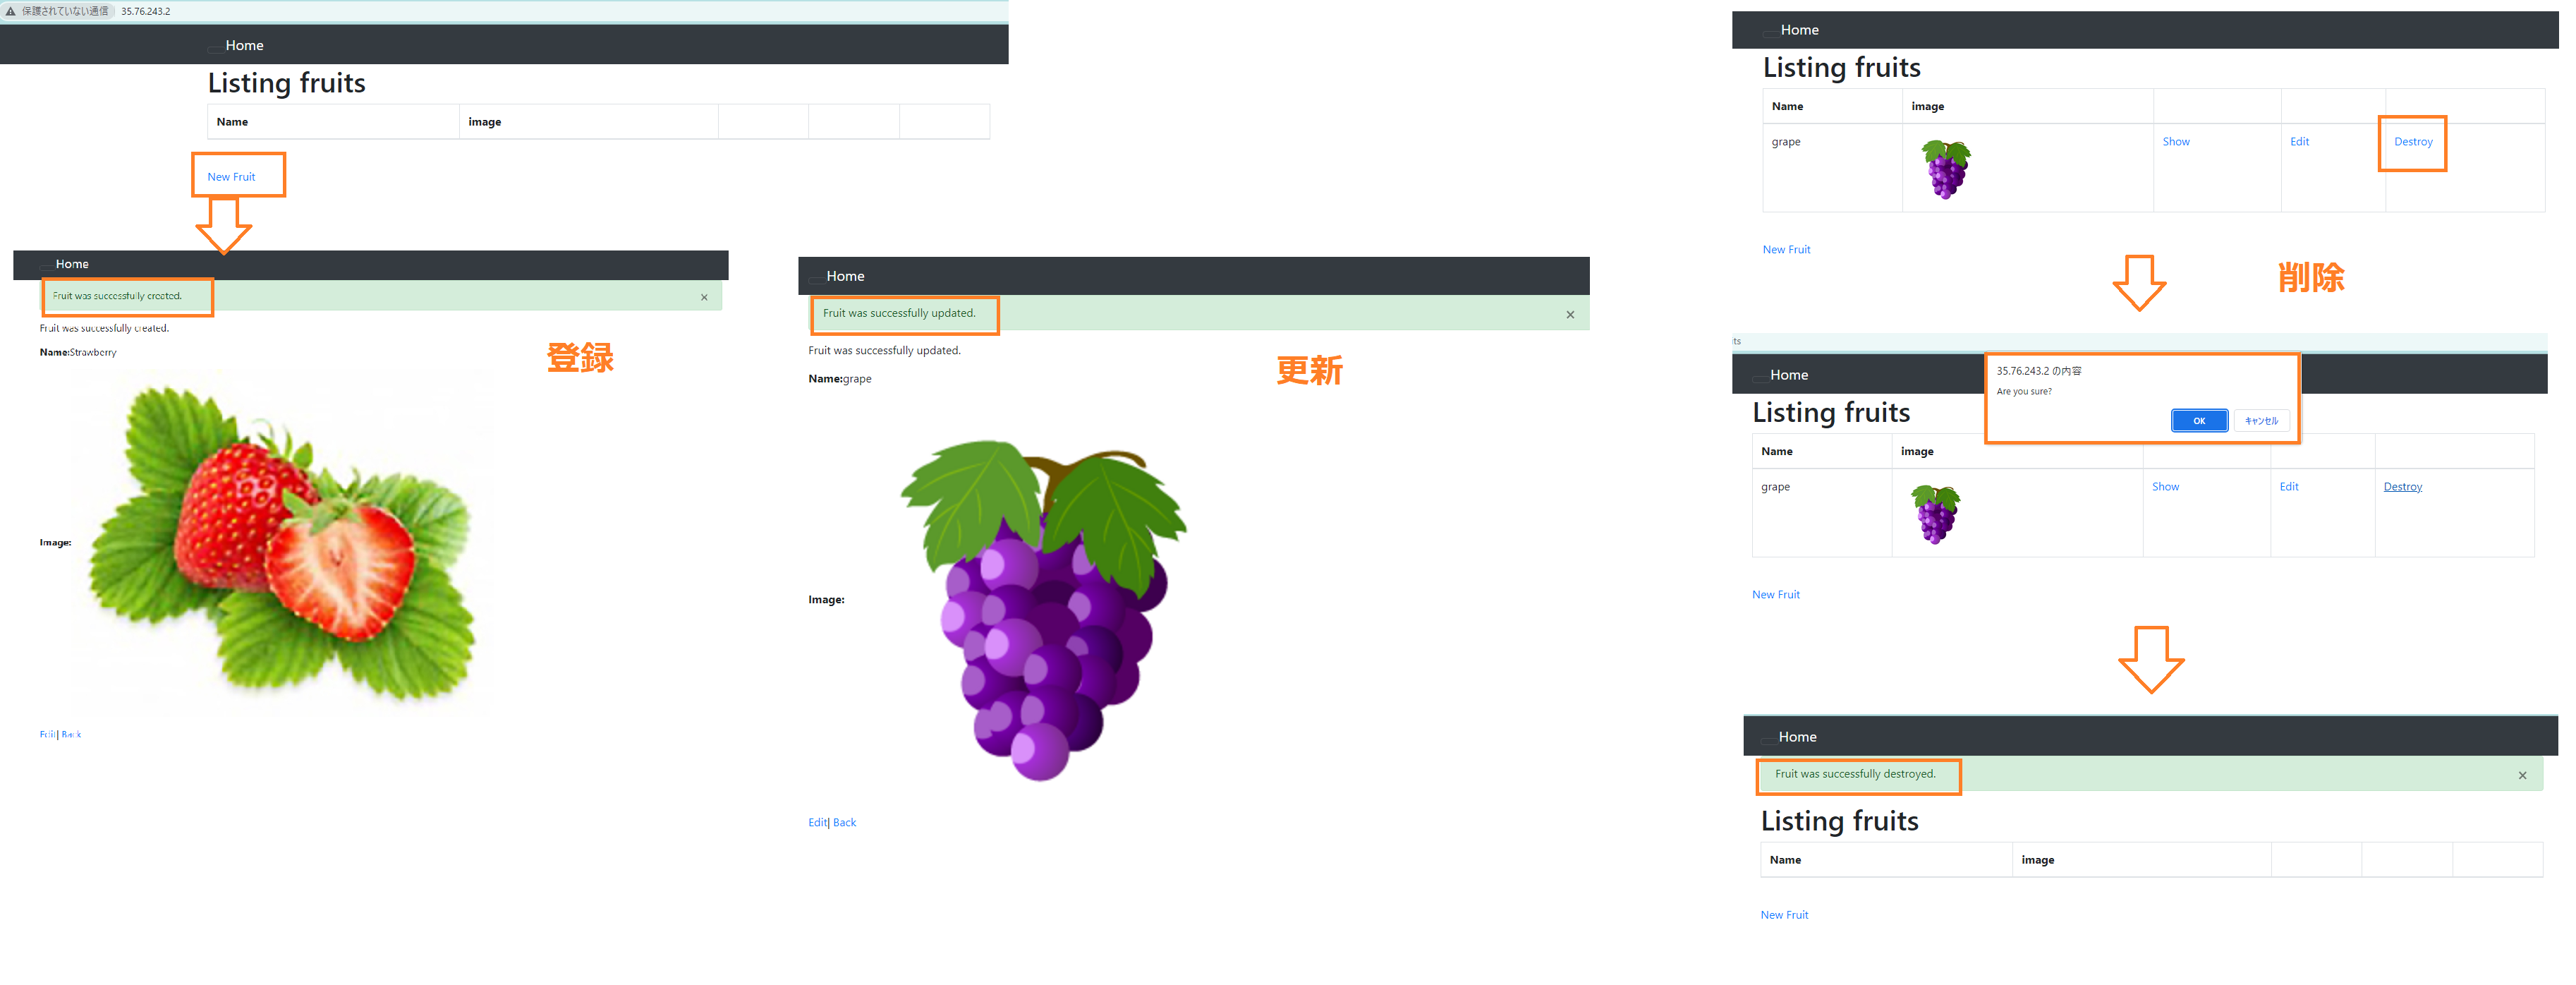 保護されていない通信 35.76.243.2
Home
Listing fruits
Name image
New Fruit
Home
Fruit was successfully created. ×
Fruit was successfully created.
Name:Strawberry
登録
Image:
Edit| Back
Home
Fruit was successfully updated. ×
Fruit was successfully updated.
Name:grape
更新
Image:
Edit| Back
Home
Listing fruits
Name image
grape Show Edit Destroy
New Fruit
削除
its
Home
35.76.243.2 の内容
Are you sure?
OK キャンセル
Listing fruits
Name image
grape Show Edit Destroy
New Fruit
Home
Fruit was successfully destroyed. ×
Listing fruits
Name image
New Fruit